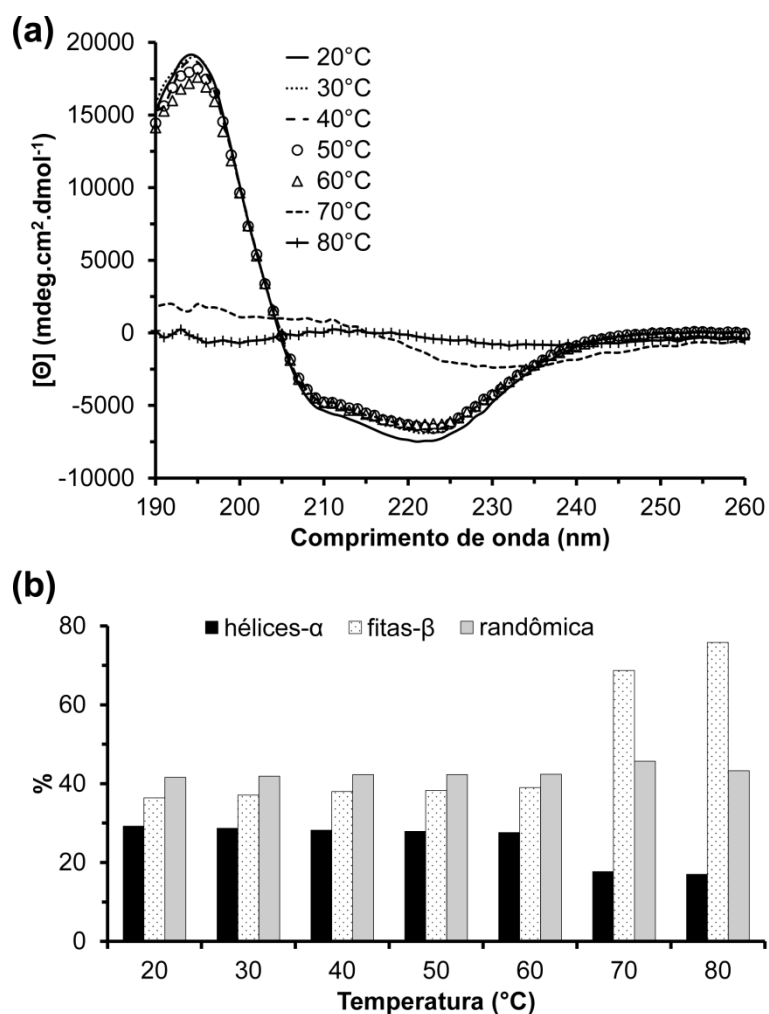 (a)
20000
15000
10000
5000
0
-5000
-10000
[Θ] (mdeg.cm².dmol⁻¹)
20°C
30°C
40°C
50°C
60°C
70°C
80°C
190 200 210 220 230 240 250 260
Comprimento de onda (nm)
(b)
hélices-α fitas-β randômica
80
60
40
20
0
%
20 30 40 50 60 70 80
Temperatura (°C)